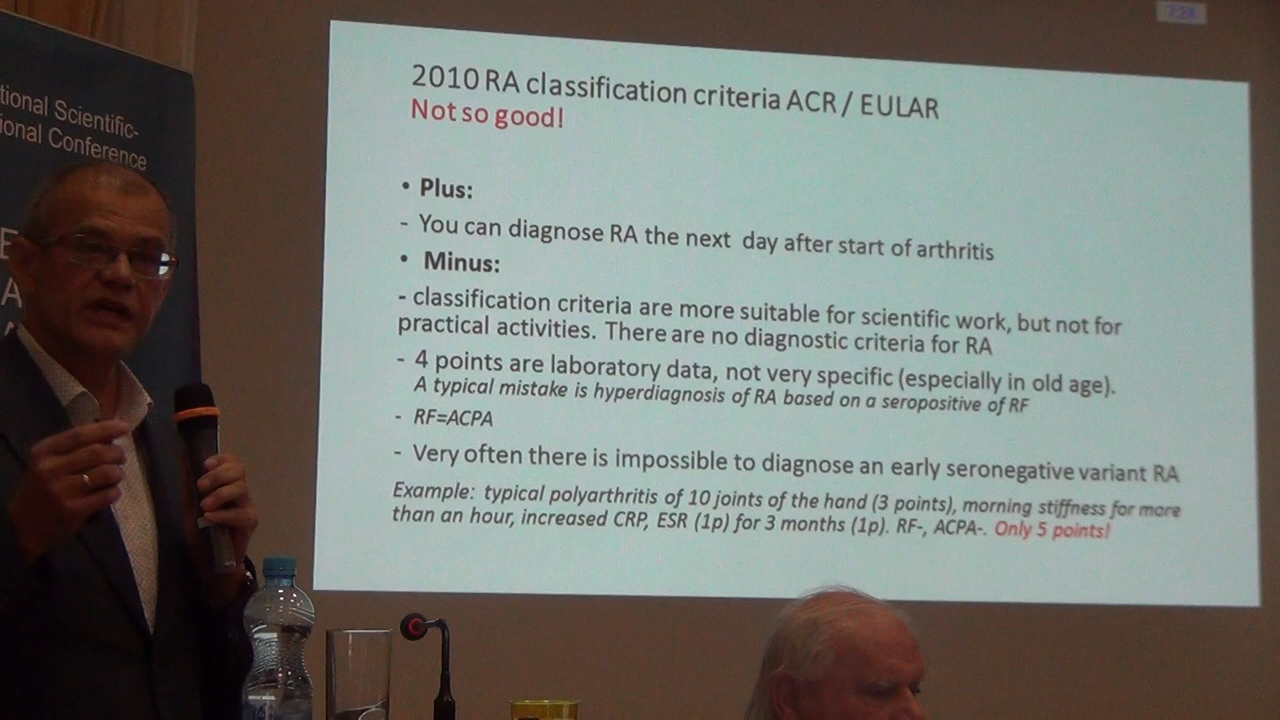 tional Scientific-
ional Conference
E
A
2010 RA classification criteria ACR / EULAR
Not so good!
• Plus:
- You can diagnose RA the next day after start of arthritis
• Minus:
- classification criteria are more suitable for scientific work, but not for
practical activities. There are no diagnostic criteria for RA
- 4 points are laboratory data, not very specific (especially in old age).
A typical mistake is hyperdiagnosis of RA based on a seropositive of RF
- RF=ACPA
- Very often there is impossible to diagnose an early seronegative variant RA
Example: typical polyarthritis of 10 joints of the hand (3 points), morning stiffness for more
than an hour, increased CRP, ESR (1p) for 3 months (1p). RF-, ACPA-. Only 5 points!